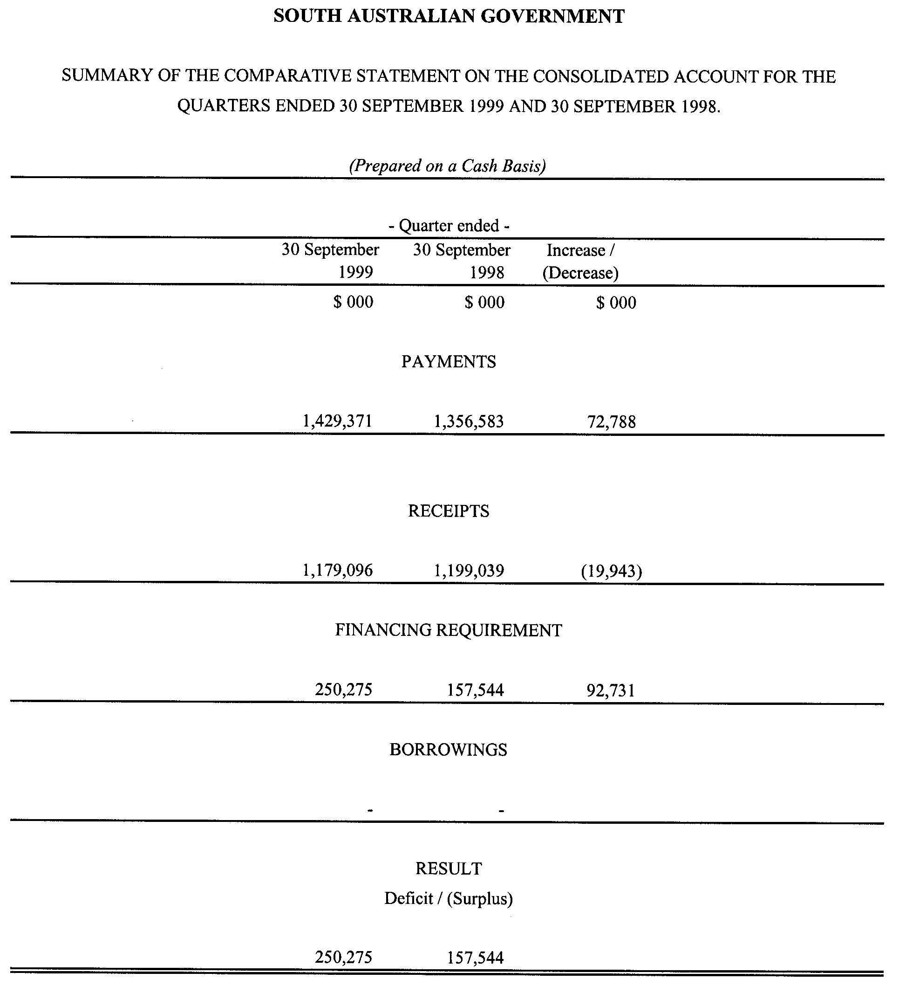 SOUTH AUSTRALIAN GOVERNMENT
SUMMARY OF THE COMPARATIVE STATEMENT ON THE CONSOLIDATED ACCOUNT FOR THE
QUARTERS ENDED 30 SEPTEMBER 1999 AND 30 SEPTEMBER 1998.
(Prepared on a Cash Basis)
- Quarter ended -
30 September 30 September Increase /
1999 1998 (Decrease)
$ 000 $ 000 $ 000
PAYMENTS
1,429,371 1,356,583 72,788
RECEIPTS
1,179,096 1,199,039 (19,943)
FINANCING REQUIREMENT
250,275 157,544 92,731
BORROWINGS
- -
RESULT
Deficit / (Surplus)
250,275 157,544